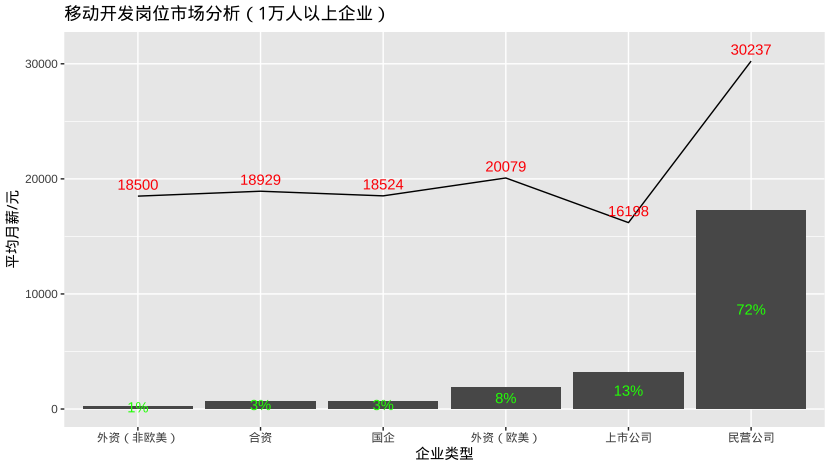 移动开发岗位市场分析（1万人以上企业）
30237
30000
20079
20000
18500
18929
18524
16198
平均月薪/元
10000
72%
13%
8%
3%
3%
1%
0
外资（非欧美）
合资
国企
外资（欧美）
上市公司
民营公司
企业类型